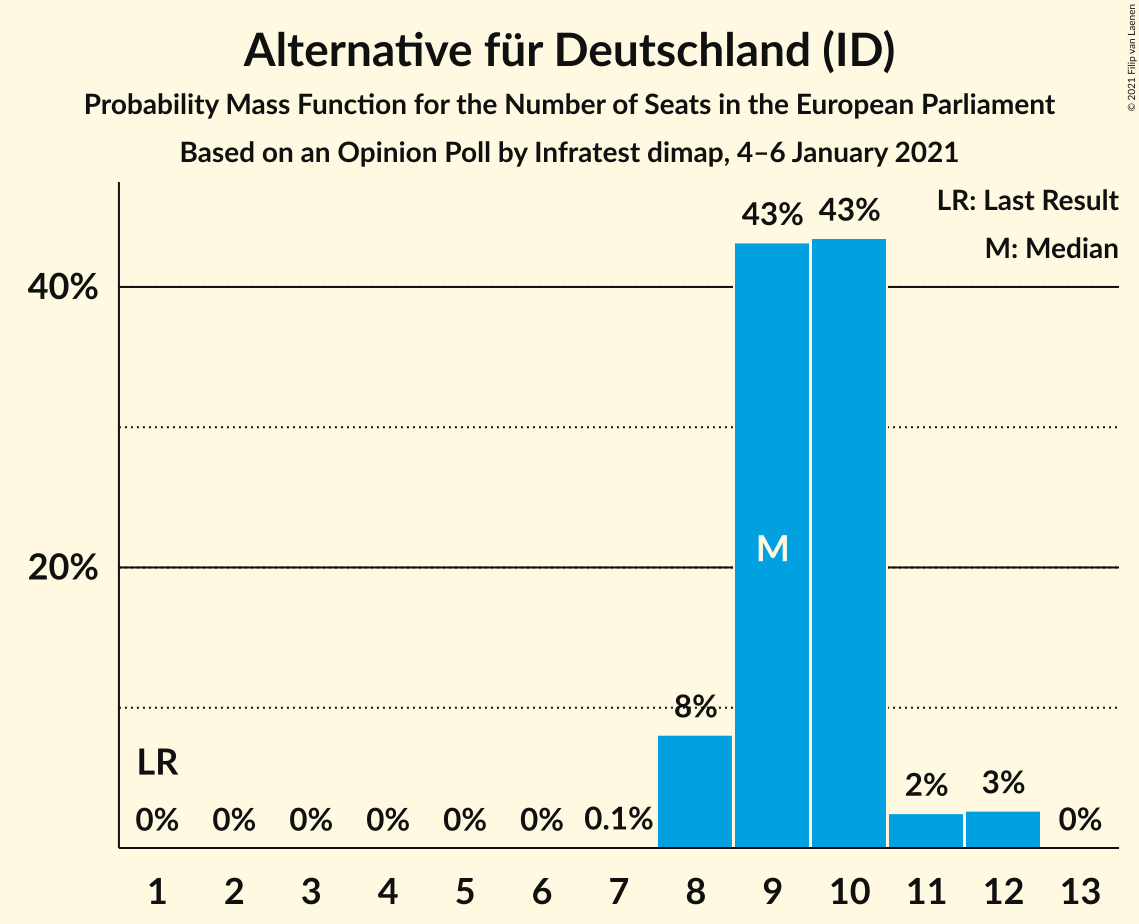 Alternative für Deutschland (ID)
Probability Mass Function for the Number of Seats in the European Parliament
Based on an Opinion Poll by Infratest dimap, 4–6 January 2021
© 2021 Filip van Laenen
LR: Last Result
M: Median
43% 43%
40%
M
20%
8%
LR
2% 3%
0% 0% 0% 0% 0% 0% 0.1% 0%
1 2 3 4 5 6 7 8 9 10 11 12 13